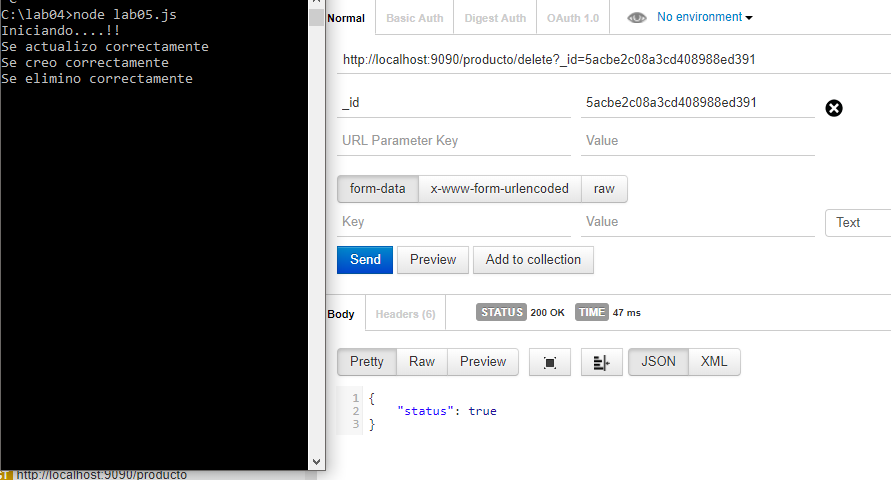 C:\lab04>node lab05.js
Iniciando....!!
Se actualizo correctamente
Se creo correctamente
Se elimino correctamente
Normal Basic Auth Digest Auth OAuth 1.0 No environment
http://localhost:9090/producto/delete?_id=5acbe2c08a3cd408988ed391
_id 5acbe2c08a3cd408988ed391
URL Parameter Key Value
form-data x-www-form-urlencoded raw
Key Value Text
Send Preview Add to collection
Body Headers (6) STATUS 200 OK TIME 47 ms
Pretty Raw Preview JSON XML
1 {
2 "status": true
3 }
http://localhost:9090/producto